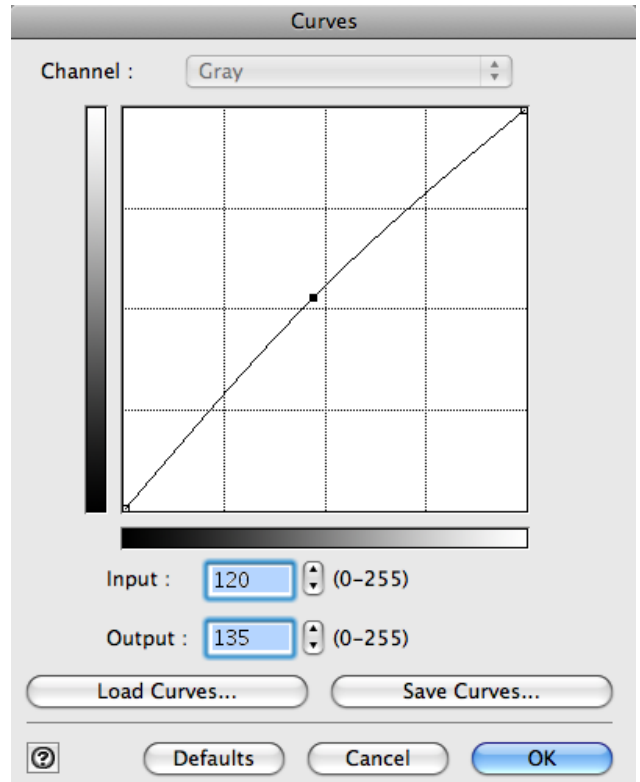 Curves
Channel : Gray
Input : 120 (0-255)
Output : 135 (0-255)
Load Curves... Save Curves...
? Defaults Cancel OK